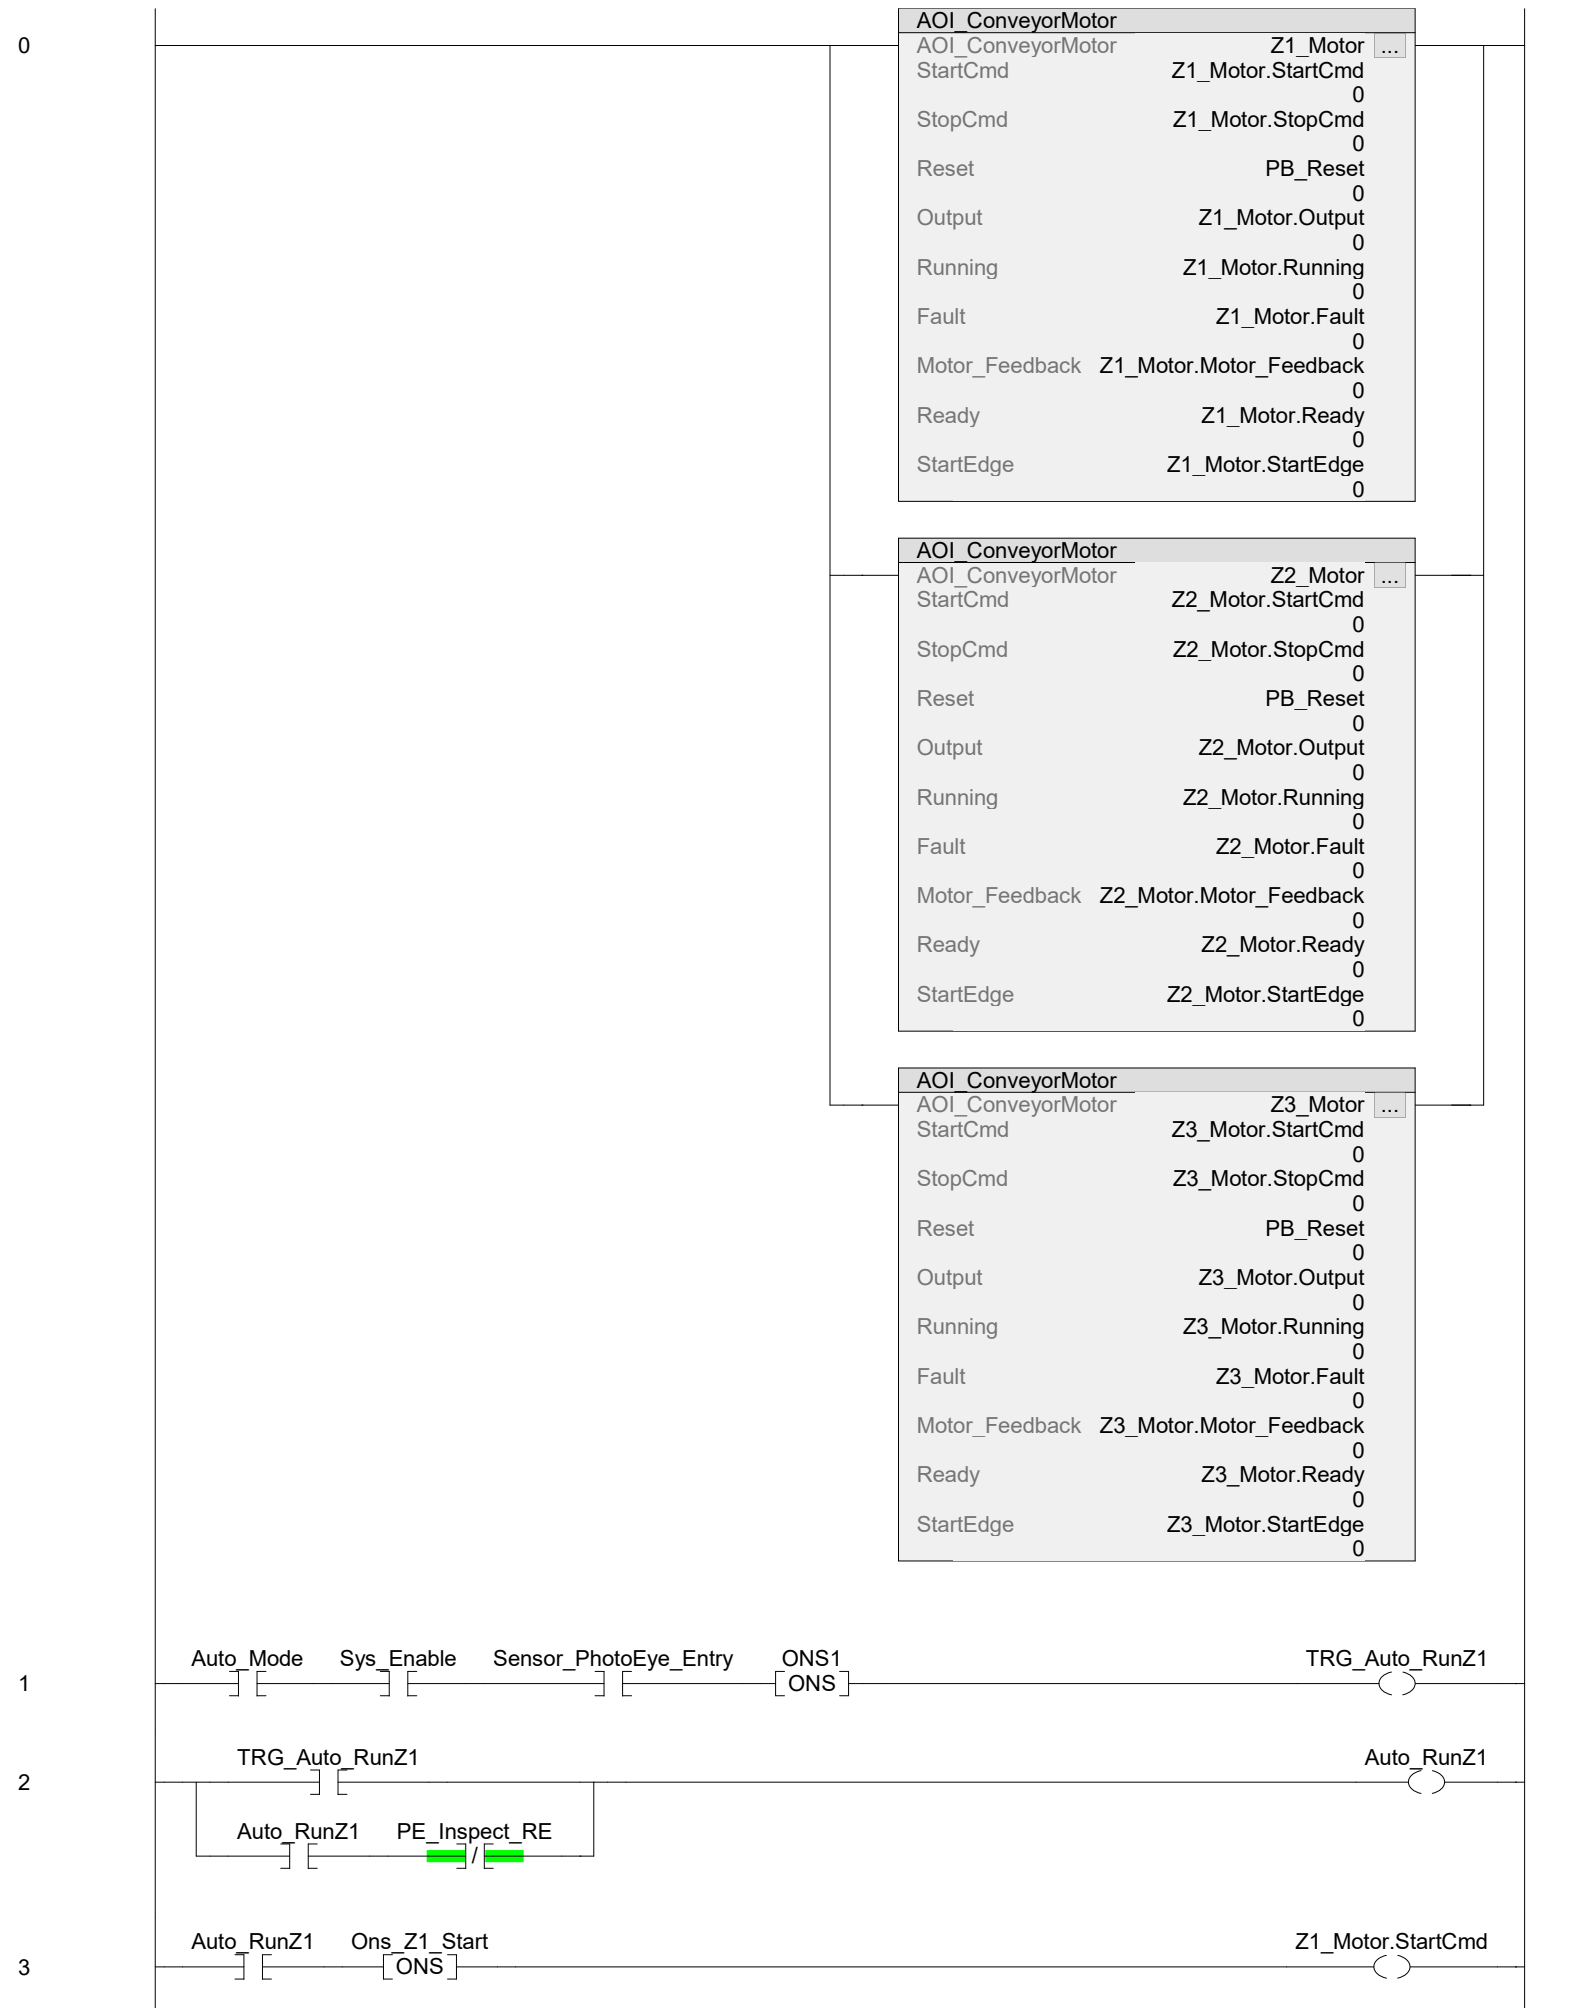 AOI_ConveyorMotor
0
AOI_ConveyorMotor Z1_Motor ...
StartCmd Z1_Motor.StartCmd
0
StopCmd Z1_Motor.StopCmd
0
Reset PB_Reset
0
Output Z1_Motor.Output
0
Running Z1_Motor.Running
0
Fault Z1_Motor.Fault
0
Motor_Feedback Z1_Motor.Motor_Feedback
0
Ready Z1_Motor.Ready
0
StartEdge Z1_Motor.StartEdge
0
AOI_ConveyorMotor
AOI_ConveyorMotor Z2_Motor ...
StartCmd Z2_Motor.StartCmd
0
StopCmd Z2_Motor.StopCmd
0
Reset PB_Reset
0
Output Z2_Motor.Output
0
Running Z2_Motor.Running
0
Fault Z2_Motor.Fault
0
Motor_Feedback Z2_Motor.Motor_Feedback
0
Ready Z2_Motor.Ready
0
StartEdge Z2_Motor.StartEdge
0
AOI_ConveyorMotor
AOI_ConveyorMotor Z3_Motor ...
StartCmd Z3_Motor.StartCmd
0
StopCmd Z3_Motor.StopCmd
0
Reset PB_Reset
0
Output Z3_Motor.Output
0
Running Z3_Motor.Running
0
Fault Z3_Motor.Fault
0
Motor_Feedback Z3_Motor.Motor_Feedback
0
Ready Z3_Motor.Ready
0
StartEdge Z3_Motor.StartEdge
0
Auto_Mode Sys_Enable Sensor_PhotoEye_Entry ONS1 TRG_Auto_RunZ1
1 ONS
TRG_Auto_RunZ1 Auto_RunZ1
2
Auto_RunZ1 PE_Inspect_RE
/
Auto_RunZ1 Ons_Z1_Start Z1_Motor.StartCmd
3 ONS